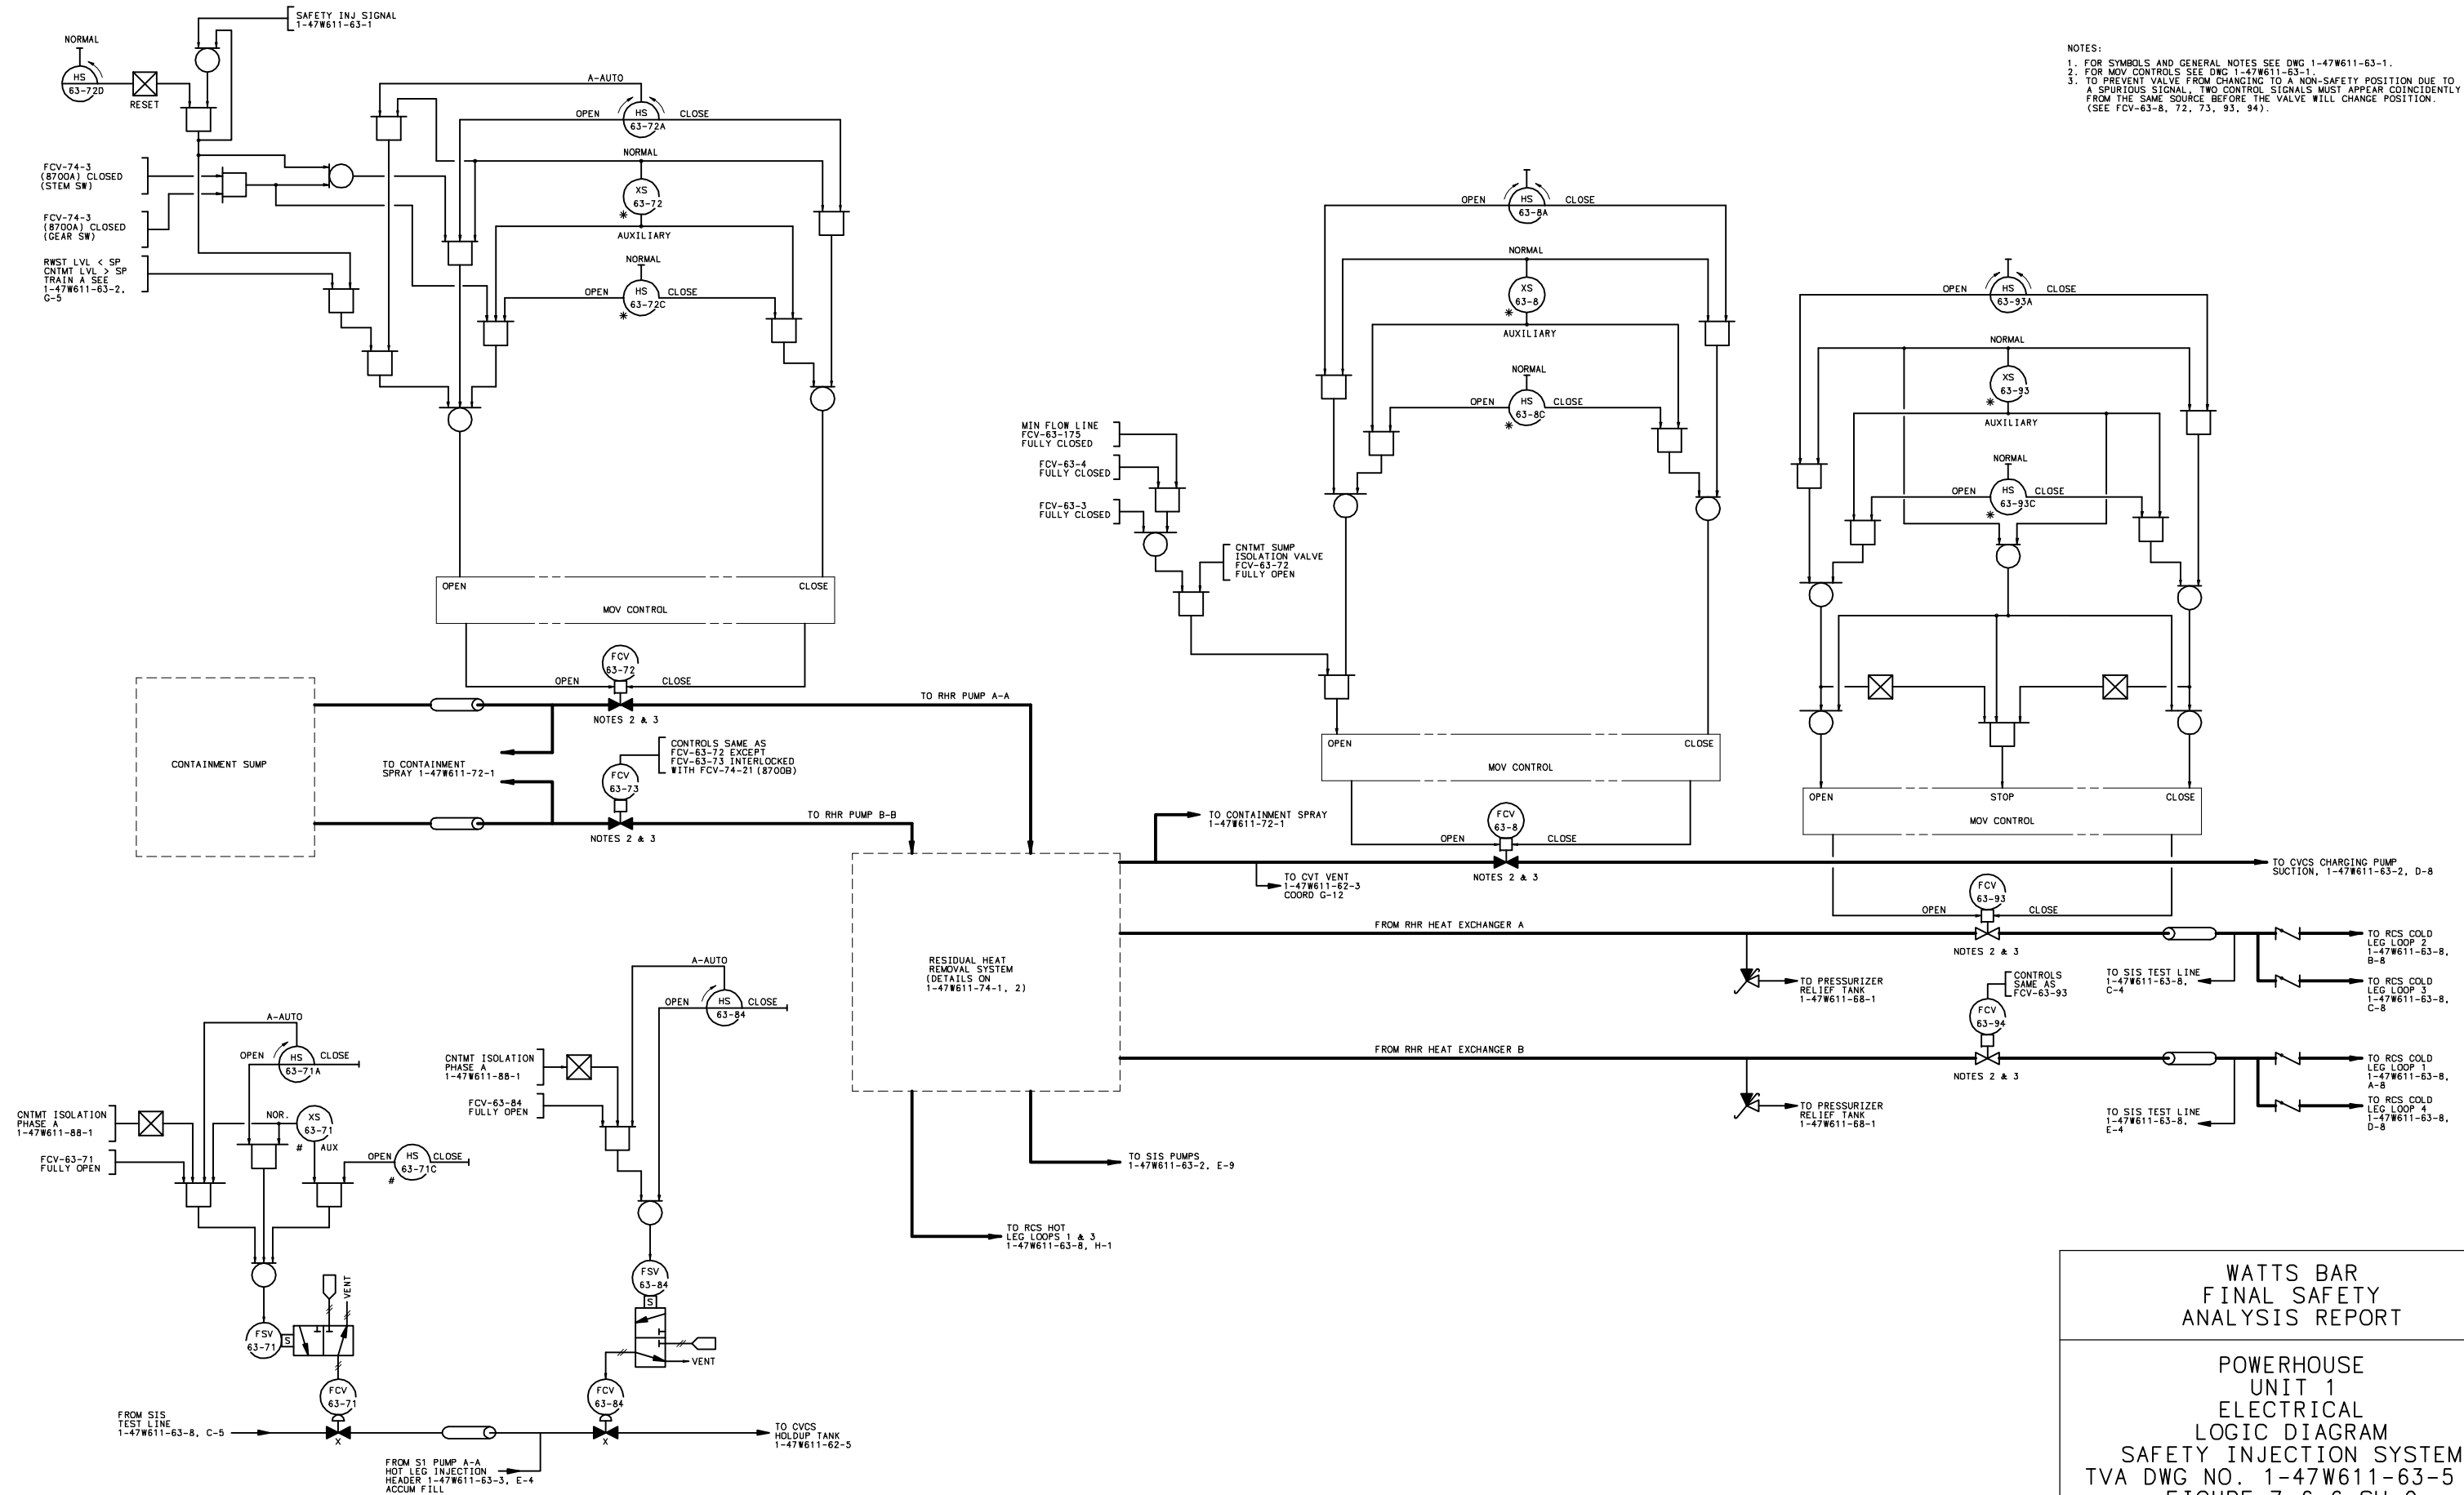 SAFETY INJ SIGNAL
1-47W611-63-1
NORMAL
HS
63-72D
RESET
A-AUTO
OPEN
HS
63-72A
CLOSE
NORMAL
XS
63-72
*
AUXILIARY
NORMAL
OPEN
HS
63-72C
CLOSE
*
FCV-74-3
(8700A) CLOSED
(STEM SW)
FCV-74-3
(8700A) CLOSED
(GEAR SW)
RWST LVL < SP
CNTMT LVL > SP
TRAIN A SEE
1-47W611-63-2,
G-5
OPEN
CLOSE
MOV CONTROL
FCV
63-72
OPEN
CLOSE
NOTES 2 & 3
TO RHR PUMP A-A
CONTAINMENT SUMP
TO CONTAINMENT
SPRAY 1-47W611-72-1
CONTROLS SAME AS
FCV-63-72 EXCEPT
FCV-63-73 INTERLOCKED
WITH FCV-74-21 (8700B)
FCV
63-73
NOTES 2 & 3
TO RHR PUMP B-B
NOTES:
1. FOR SYMBOLS AND GENERAL NOTES SEE DWG 1-47W611-63-1.
2. FOR MOV CONTROLS SEE DWG 1-47W611-63-1.
3. TO PREVENT VALVE FROM CHANGING TO A NON-SAFETY POSITION DUE TO
A SPURIOUS SIGNAL, TWO CONTROL SIGNALS MUST APPEAR COINCIDENTLY
FROM THE SAME SOURCE BEFORE THE VALVE WILL CHANGE POSITION.
(SEE FCV-63-8, 72, 73, 93, 94).
OPEN
HS
63-8A
CLOSE
NORMAL
XS
63-8
*
AUXILIARY
NORMAL
OPEN
HS
63-8C
CLOSE
*
MIN FLOW LINE
FCV-63-175
FULLY CLOSED
FCV-63-4
FULLY CLOSED
FCV-63-3
FULLY CLOSED
CNTMT SUMP
ISOLATION VALVE
FCV-63-72
FULLY OPEN
OPEN
CLOSE
MOV CONTROL
FCV
63-8
OPEN
CLOSE
NOTES 2 & 3
OPEN
HS
63-93A
CLOSE
NORMAL
XS
63-93
*
AUXILIARY
NORMAL
OPEN
HS
63-93C
CLOSE
*
OPEN
STOP
CLOSE
MOV CONTROL
FCV
63-93
OPEN
CLOSE
NOTES 2 & 3
TO CONTAINMENT SPRAY
1-47W611-72-1
TO CVT VENT
1-47W611-62-3
COORD G-12
TO CVCS CHARGING PUMP
SUCTION, 1-47W611-63-2, D-8
FROM RHR HEAT EXCHANGER A
TO PRESSURIZER
RELIEF TANK
1-47W611-68-1
TO SIS TEST LINE
1-47W611-63-8,
C-4
TO RCS COLD
LEG LOOP 2
1-47W611-63-8,
B-8
TO RCS COLD
LEG LOOP 3
1-47W611-63-8,
C-8
CONTROLS
SAME AS
FCV-63-93
FCV
63-94
NOTES 2 & 3
FROM RHR HEAT EXCHANGER B
TO PRESSURIZER
RELIEF TANK
1-47W611-68-1
TO SIS TEST LINE
1-47W611-63-8,
E-4
TO RCS COLD
LEG LOOP 1
1-47W611-63-8,
A-8
TO RCS COLD
LEG LOOP 4
1-47W611-63-8,
D-8
RESIDUAL HEAT
REMOVAL SYSTEM
(DETAILS ON
1-47W611-74-1, 2)
TO SIS PUMPS
1-47W611-63-2, E-9
TO RCS HOT
LEG LOOPS 1 & 3
1-47W611-63-8, H-1
A-AUTO
OPEN
HS
63-84
CLOSE
CNTMT ISOLATION
PHASE A
1-47W611-88-1
FCV-63-84
FULLY OPEN
FSV
63-84
S
VENT
FCV
63-84
X
A-AUTO
OPEN
HS
63-71A
CLOSE
CNTMT ISOLATION
PHASE A
1-47W611-88-1
NOR.
XS
63-71
#
AUX
FCV-63-71
FULLY OPEN
OPEN
HS
63-71C
CLOSE
#
VENT
FSV
63-71
S
FCV
63-71
X
FROM SIS
TEST LINE
1-47W611-63-8, C-5
FROM S1 PUMP A-A
HOT LEG INJECTION
HEADER 1-47W611-63-3, E-4
ACCUM FILL
TO CVCS
HOLDUP TANK
1-47W611-62-5
WATTS BAR
FINAL SAFETY
ANALYSIS REPORT
POWERHOUSE
UNIT 1
ELECTRICAL
LOGIC DIAGRAM
SAFETY INJECTION SYSTEM
TVA DWG NO. 1-47W611-63-5